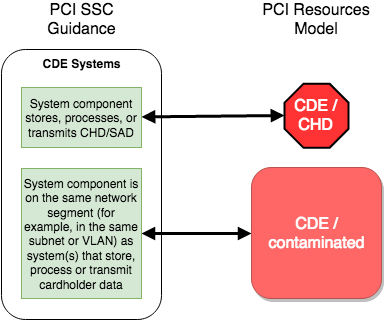 PCI SSC
Guidance
PCI Resources
Model
CDE Systems
System component
stores, processes, or
transmits CHD/SAD
CDE /
CHD
System component is
on the same network
segment (for
example, in the same
subnet or VLAN) as
system(s) that store,
process or transmit
cardholder data
CDE /
contaminated